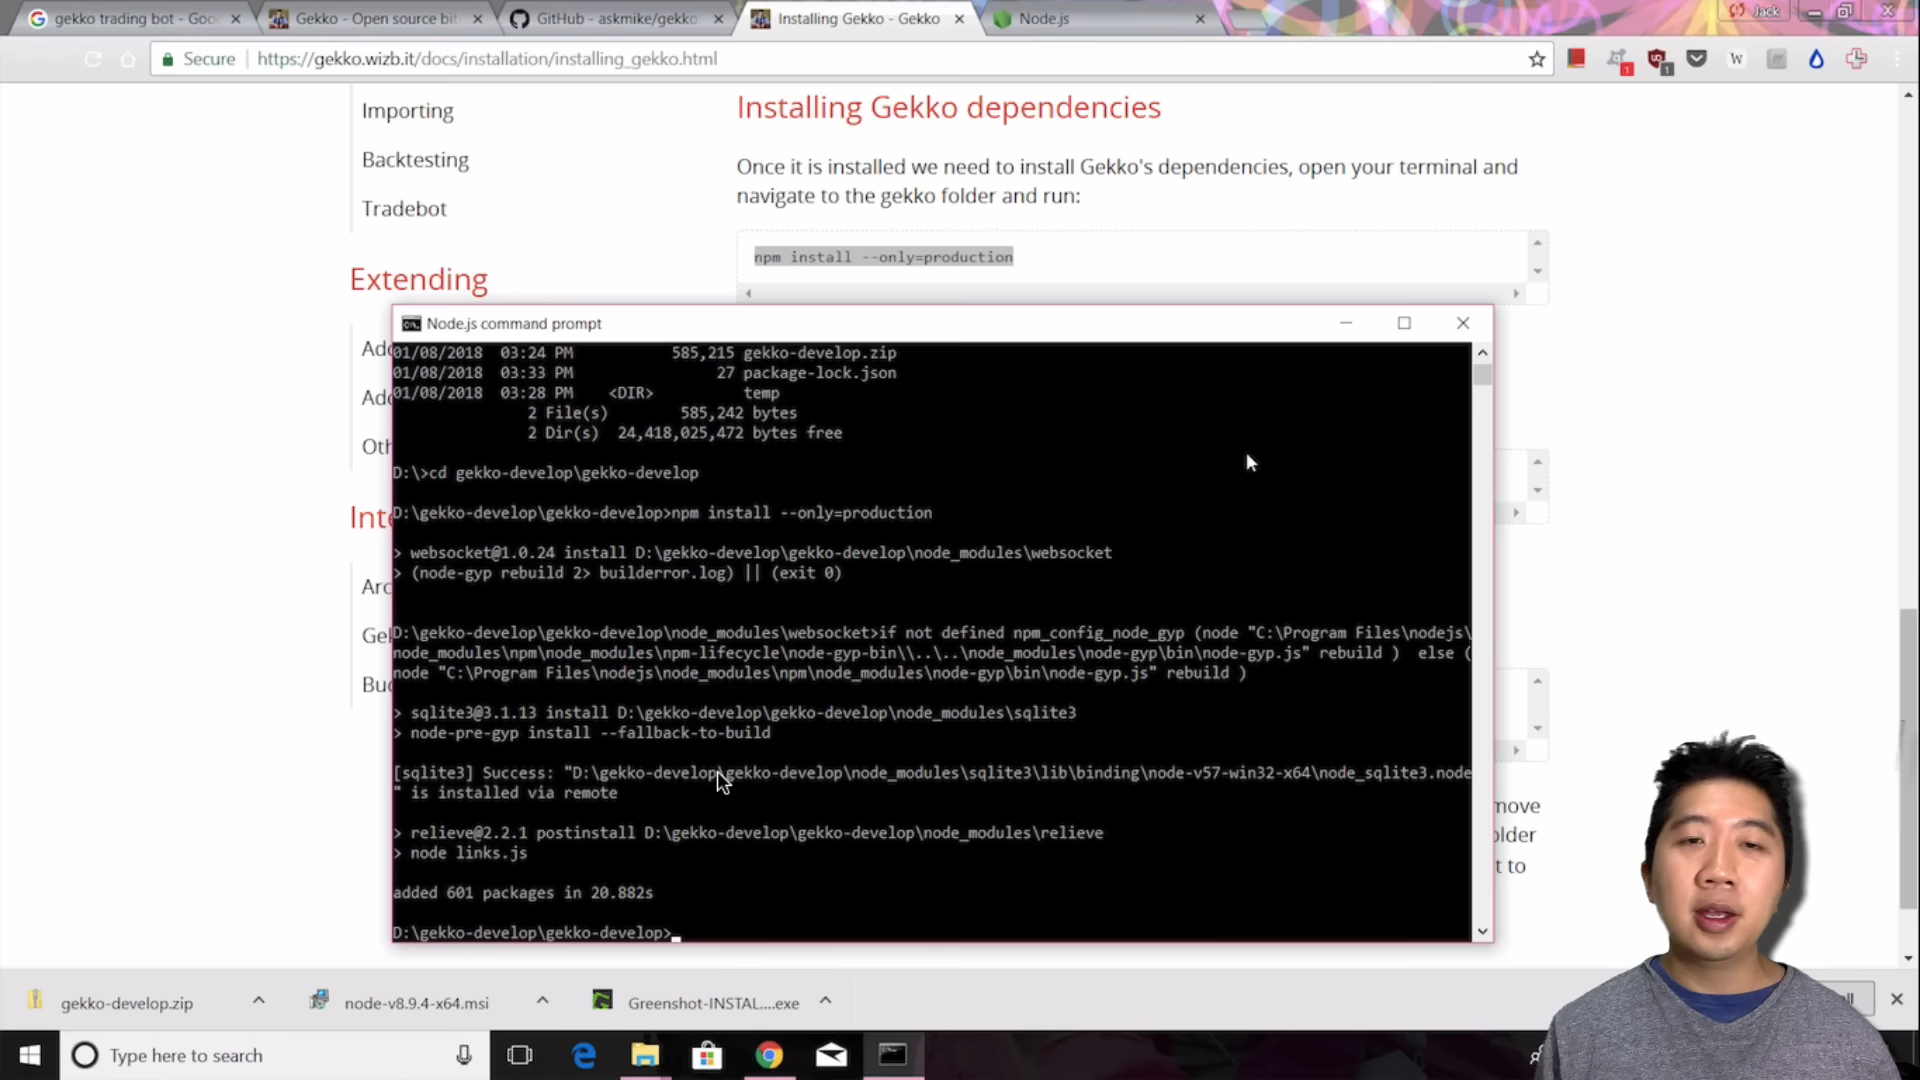 gekko trading bot - Goo
Gekko - Open source bit
GitHub - askmike/gekko
Installing Gekko - Gekko
Node.js
Jack
Secure
https://gekko.wizb.it/docs/installation/installing_gekko.html
1
1
W
Importing
Backtesting
Tradebot
Extending
Installing Gekko dependencies
Once it is installed we need to install Gekko's dependencies, open your terminal and
navigate to the gekko folder and run:
npm install --only=production
Node.js command prompt
01/08/2018 03:24 PM 585,215 gekko-develop.zip
01/08/2018 03:33 PM 27 package-lock.json
01/08/2018 03:28 PM <DIR> temp
2 File(s) 585,242 bytes
2 Dir(s) 24,418,025,472 bytes free
D:\>cd gekko-develop\gekko-develop
D:\gekko-develop\gekko-develop>npm install --only=production
> websocket@1.0.24 install D:\gekko-develop\gekko-develop\node_modules\websocket
> (node-gyp rebuild 2> builderror.log) || (exit 0)
D:\gekko-develop\gekko-develop\node_modules\websocket>if not defined npm_config_node_gyp (node "C:\Program Files\nodejs\
node_modules\npm\node_modules\npm-lifecycle\node-gyp-bin\\..\..\node_modules\node-gyp\bin\node-gyp.js" rebuild ) else (
node "C:\Program Files\nodejs\node_modules\npm\node_modules\node-gyp\bin\node-gyp.js" rebuild )
> sqlite3@3.1.13 install D:\gekko-develop\gekko-develop\node_modules\sqlite3
> node-pre-gyp install --fallback-to-build
[sqlite3] Success: "D:\gekko-develop\gekko-develop\node_modules\sqlite3\lib\binding\node-v57-win32-x64\node_sqlite3.node
" is installed via remote
> relieve@2.2.1 postinstall D:\gekko-develop\gekko-develop\node_modules\relieve
> node links.js
added 601 packages in 20.882s
D:\gekko-develop\gekko-develop>
Add
Add
Oth
Inte
Arc
Gel
Buc
move
older
t to
gekko-develop.zip
node-v8.9.4-x64.msi
Greenshot-INSTAL....exe
Type here to search